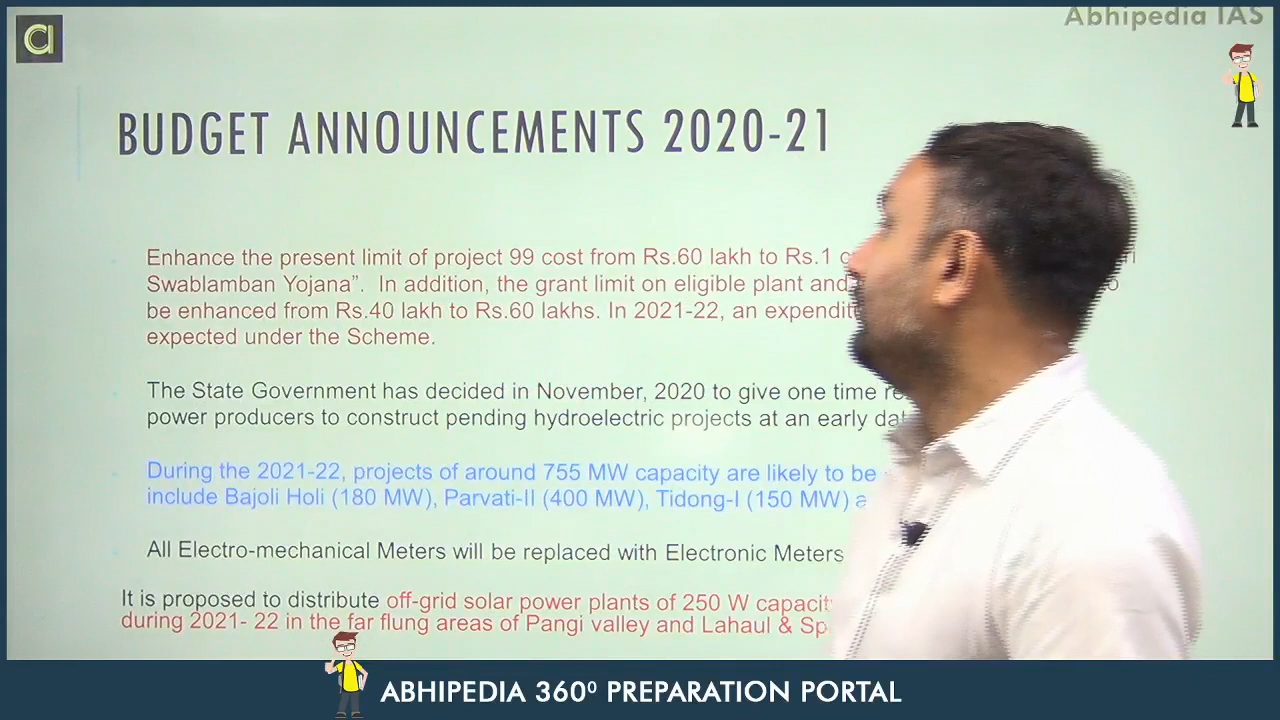 Abhipedia IAS
BUDGET ANNOUNCEMENTS 2020-21
Enhance the present limit of project 99 cost from Rs.60 lakh to Rs.1
Swablamban Yojana”. In addition, the grant limit on eligible plant and
be enhanced from Rs.40 lakh to Rs.60 lakhs. In 2021-22, an
expected under the Scheme.
The State Government has decided in November, 2020 to give one time
power producers to construct pending hydroelectric projects at an early
During the 2021-22, projects of around 755 MW capacity are likely to be
include Bajoli Holi (180 MW), Parvati-II (400 MW), Tidong-I (150 MW)
All Electro-mechanical Meters will be replaced with Electronic Meters
It is proposed to distribute off-grid solar power plants of 250 W
during 2021- 22 in the far flung areas of Pangi valley and Lahaul &
ABHIPEDIA 360⁰ PREPARATION PORTAL